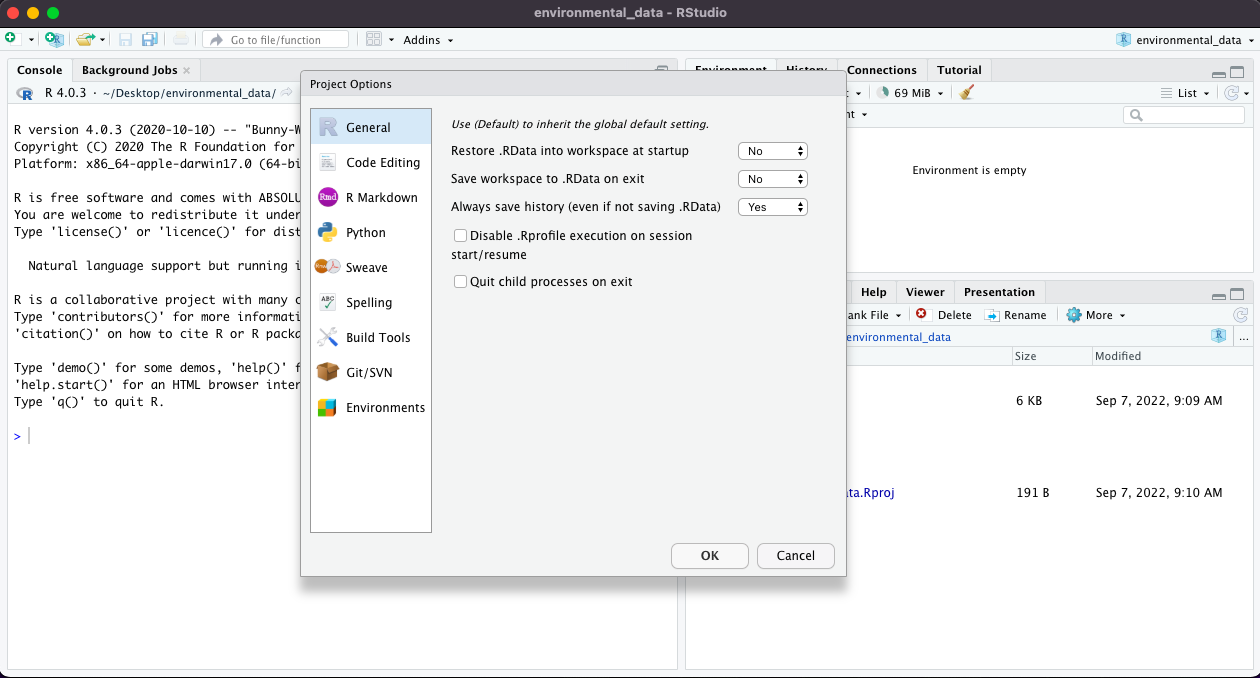 environmental_data - RStudio
Go to file/function
Addins
environmental_data
Console
Background Jobs
R 4.0.3 · ~/Desktop/environmental_data/
R version 4.0.3 (2020-10-10) -- "Bunny-W
Copyright (C) 2020 The R Foundation for
Platform: x86_64-apple-darwin17.0 (64-bi
R is free software and comes with ABSOLU
You are welcome to redistribute it under
Type 'license()' or 'licence()' for dist
Natural language support but running i
R is a collaborative project with many c
Type 'contributors()' for more informati
'citation()' on how to cite R or R packa
Type 'demo()' for some demos, 'help()' f
'help.start()' for an HTML browser inter
Type 'q()' to quit R.
>
Project Options
General
Code Editing
Rmd R Markdown
Python
Sweave
ABC Spelling
Build Tools
Git/SVN
Environments
Use (Default) to inherit the global default setting.
Restore .RData into workspace at startup No
Save workspace to .RData on exit No
Always save history (even if not saving .RData) Yes
Disable .Rprofile execution on session
start/resume
Quit child processes on exit
OK
Cancel
Environment
History
Connections
Tutorial
69 MiB
List
Environment is empty
Help
Viewer
Presentation
ank File
Delete
Rename
More
environmental_data
...
Size
Modified
6 KB
Sep 7, 2022, 9:09 AM
ata.Rproj
191 B
Sep 7, 2022, 9:10 AM